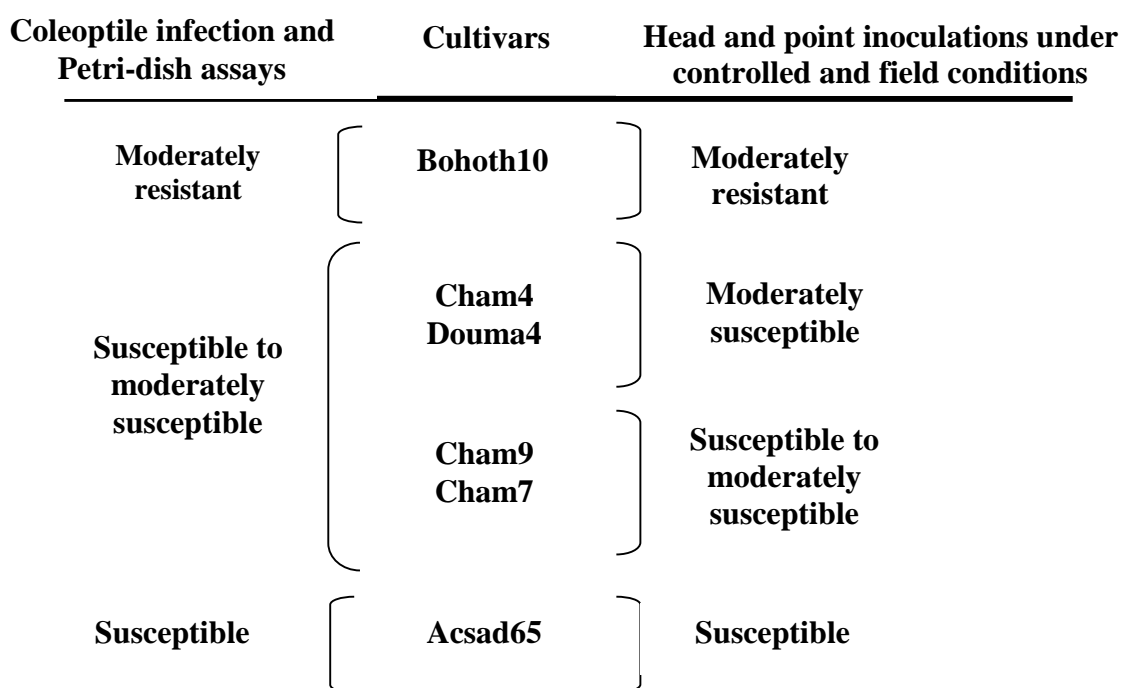 Coleoptile infection and
Petri-dish assays
Cultivars
Head and point inoculations under
controlled and field conditions
Moderately
resistant
Bohoth10
Moderately
resistant
Susceptible to
moderately
susceptible
Cham4
Douma4
Moderately
susceptible
Cham9
Cham7
Susceptible to
moderately
susceptible
Susceptible
Acsad65
Susceptible